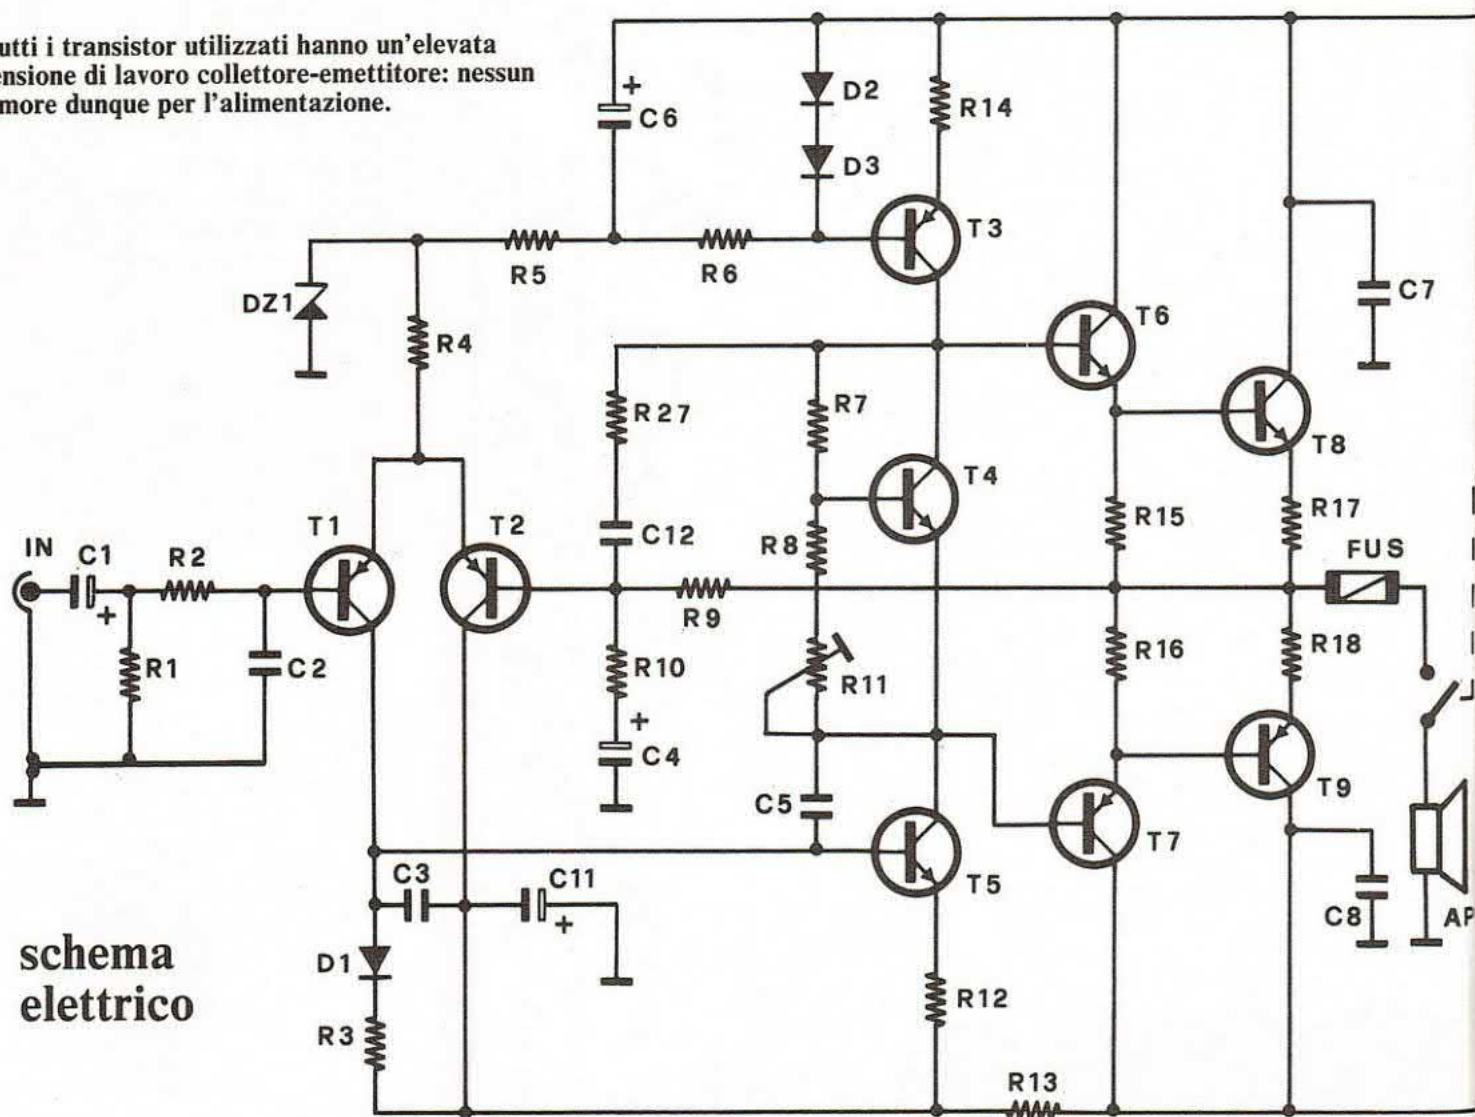 utti i transistor utilizzati hanno un'elevata
ensione di lavoro collettore-emettitore: nessun
more dunque per l'alimentazione.
C6
D2
D3
R14
T3
R5
R6
DZ1
R4
T6
C7
R27
R7
T4
T8
T1
T2
C12
R8
R15
R17
IN
C1
R2
FUS
R9
R1
C2
R10
R11
R16
R18
C4
C5
T5
T7
T9
C3
C11
C8
AP
schema
elettrico
D1
R12
R3
R13